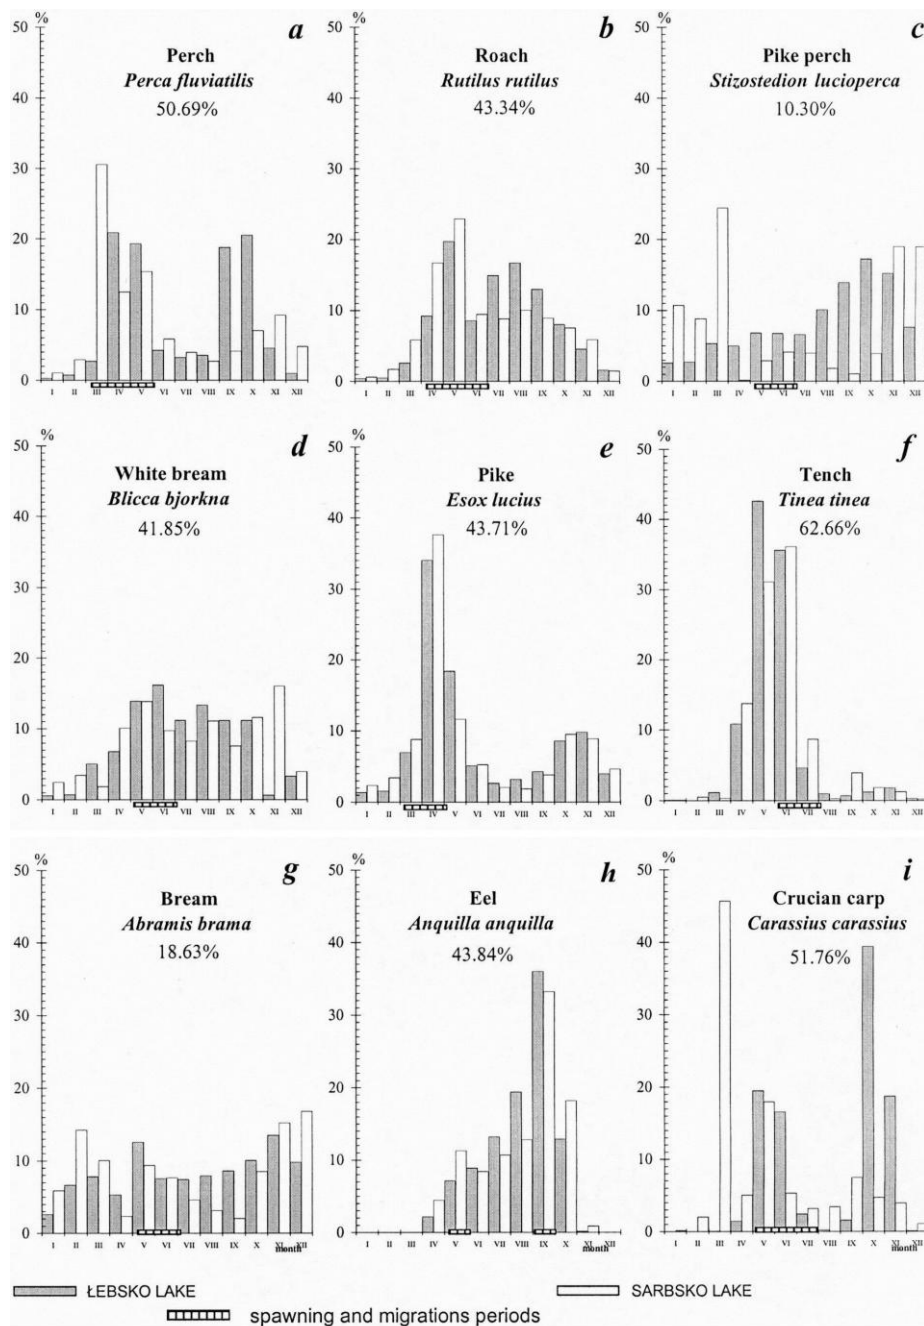 %
50
40
30
20
10
0
a
Perch
Perca fluviatilis
50.69%
I II III IV V VI VII VIII IX X XI XII
%
50
40
30
20
10
0
b
Roach
Rutilus rutilus
43.34%
I II III IV V VI VII VIII IX X XI XII
%
50
40
30
20
10
0
c
Pike perch
Stizostedion lucioperca
10.30%
I II III IV V VI VII VIII IX X XI XII
%
50
40
30
20
10
0
d
White bream
Blicca bjorkna
41.85%
I II III IV V VI VII VIII IX X XI XII
%
50
40
30
20
10
0
e
Pike
Esox lucius
43.71%
I II III IV V VI VII VIII IX X XI XII
%
50
40
30
20
10
0
f
Tench
Tinea tinea
62.66%
I II III IV V VI VII VIII IX X XI XII
%
50
40
30
20
10
0
g
Bream
Abramis brama
18.63%
I II III IV V VI VII VIII IX X XI XII
month
%
50
40
30
20
10
0
h
Eel
Anquilla anquilla
43.84%
I II III IV V VI VII VIII IX X XI XII
month
%
50
40
30
20
10
0
i
Crucian carp
Carassius carassius
51.76%
I II III IV V VI VII VIII IX X XI XII
month
ŁEBSKO LAKE
SARBSKO LAKE
spawning and migrations periods